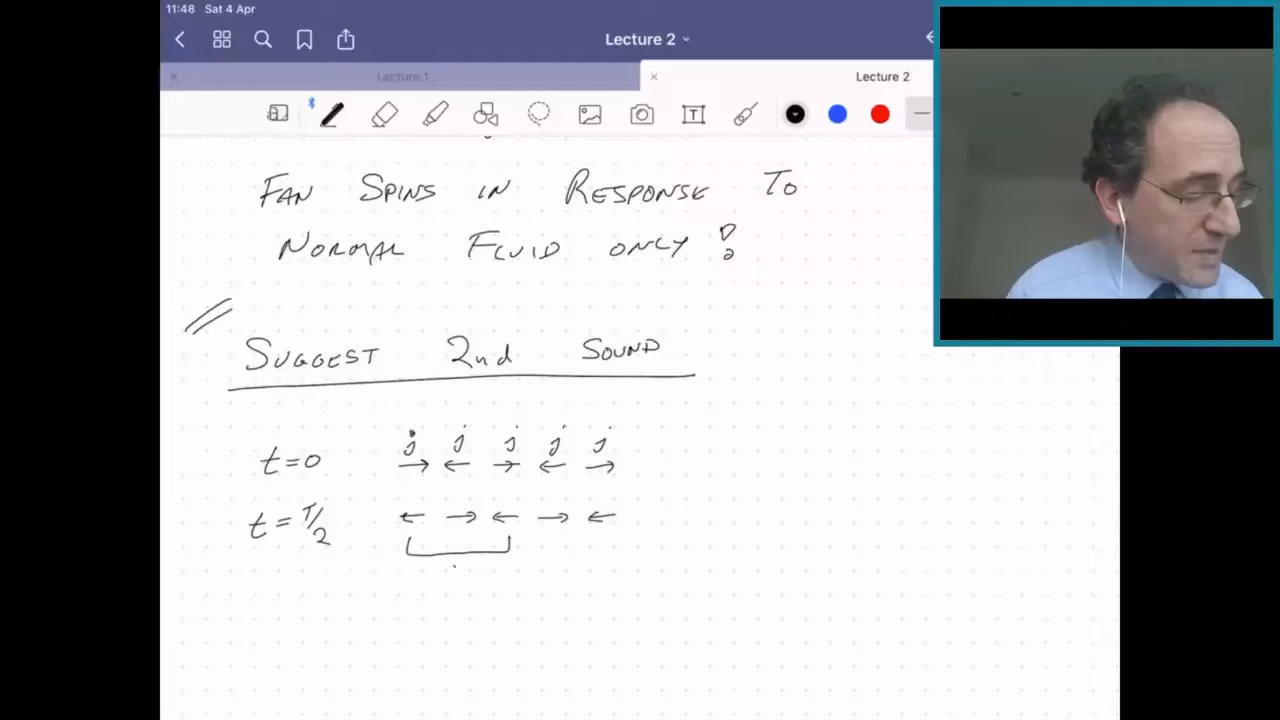 11:48 Sat 4 Apr
Lecture 2
Lecture 1
Lecture 2
T
FAN SPINS IN RESPONSE TO
NORMAL FLUID ONLY !
SUGGEST 2nd SOUND
t=0 j j j j j
→ ← → ← →
t=T/2 ← → ← → ←